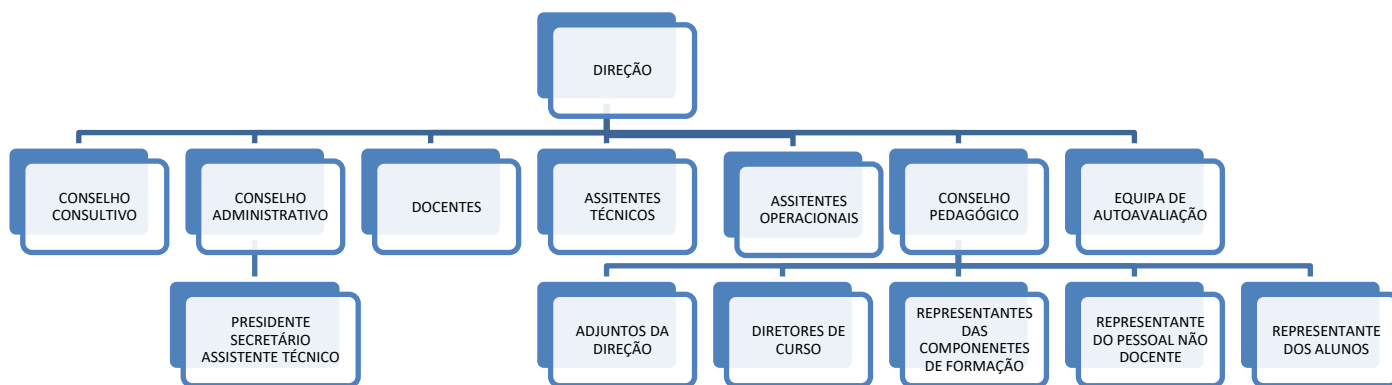 DIREÇÃO
CONSELHO
CONSULTIVO
CONSELHO
ADMINISTRATIVO
DOCENTES
ASSITENTES
TÉCNICOS
ASSITENTES
OPERACIONAIS
CONSELHO
PEDAGÓGICO
EQUIPA DE
AUTOAVALIAÇÃO
PRESIDENTE
SECRETÁRIO
ASSISTENTE TÉCNICO
ADJUNTOS DA
DIREÇÃO
DIRETORES DE
CURSO
REPRESENTANTES
DAS
COMPONENETES
DE FORMAÇÃO
REPRESENTANTE
DO PESSOAL NÃO
DOCENTE
REPRESENTANTE
DOS ALUNOS